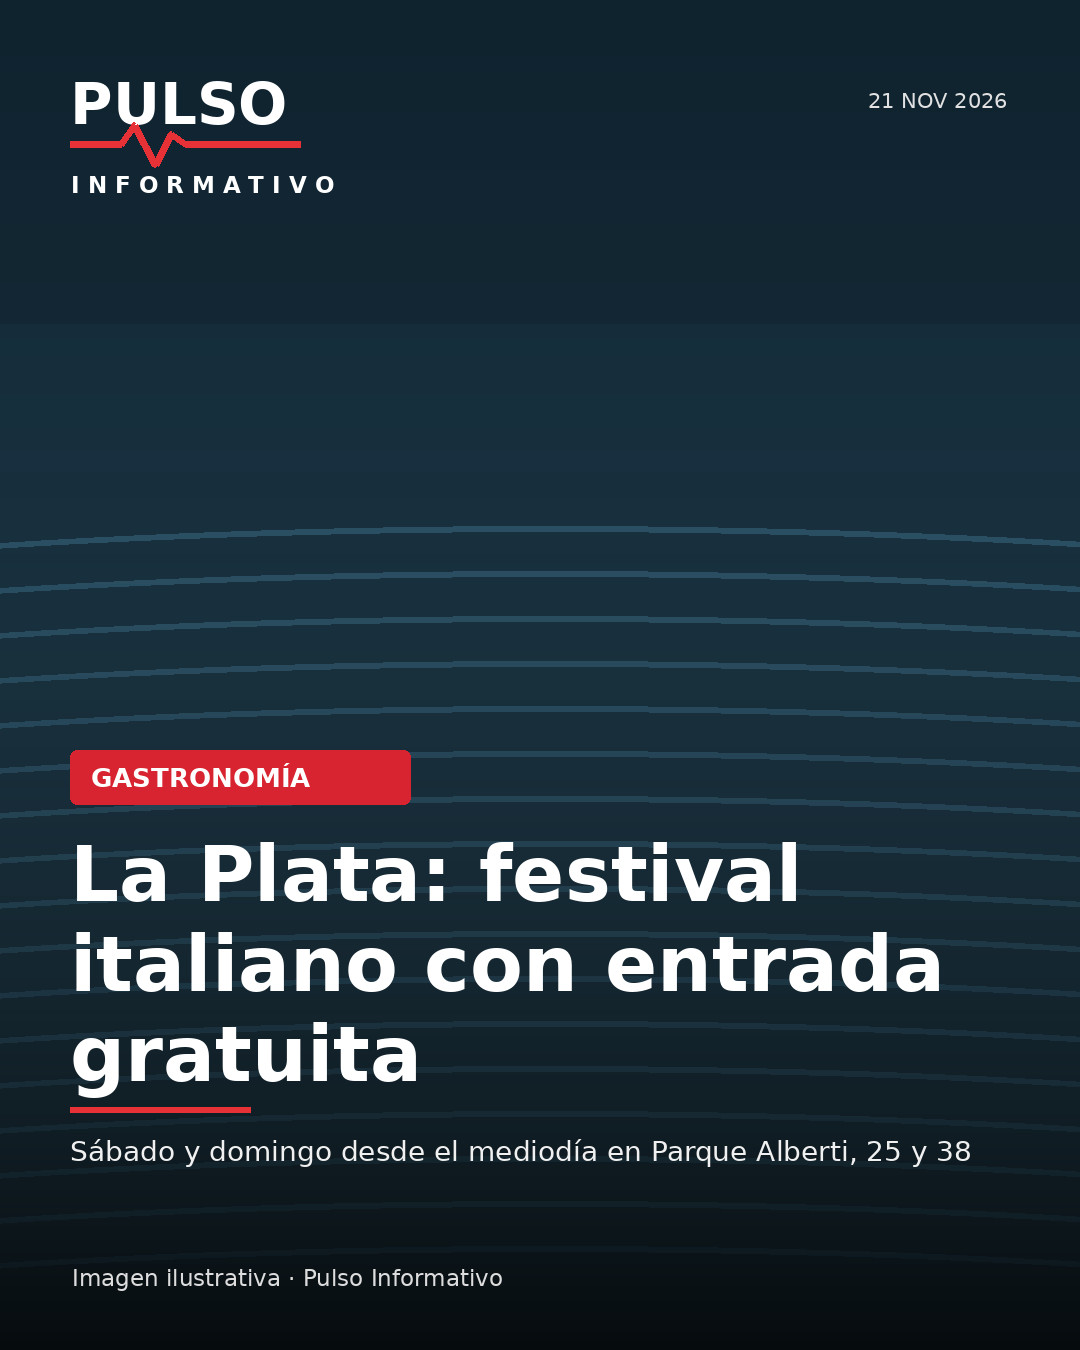 PULSO
INFORMATIVO
21 NOV 2026
GASTRONOMÍA
La Plata: festival
italiano con entrada
gratuita
Sábado y domingo desde el mediodía en Parque Alberti, 25 y 38
Imagen ilustrativa · Pulso Informativo